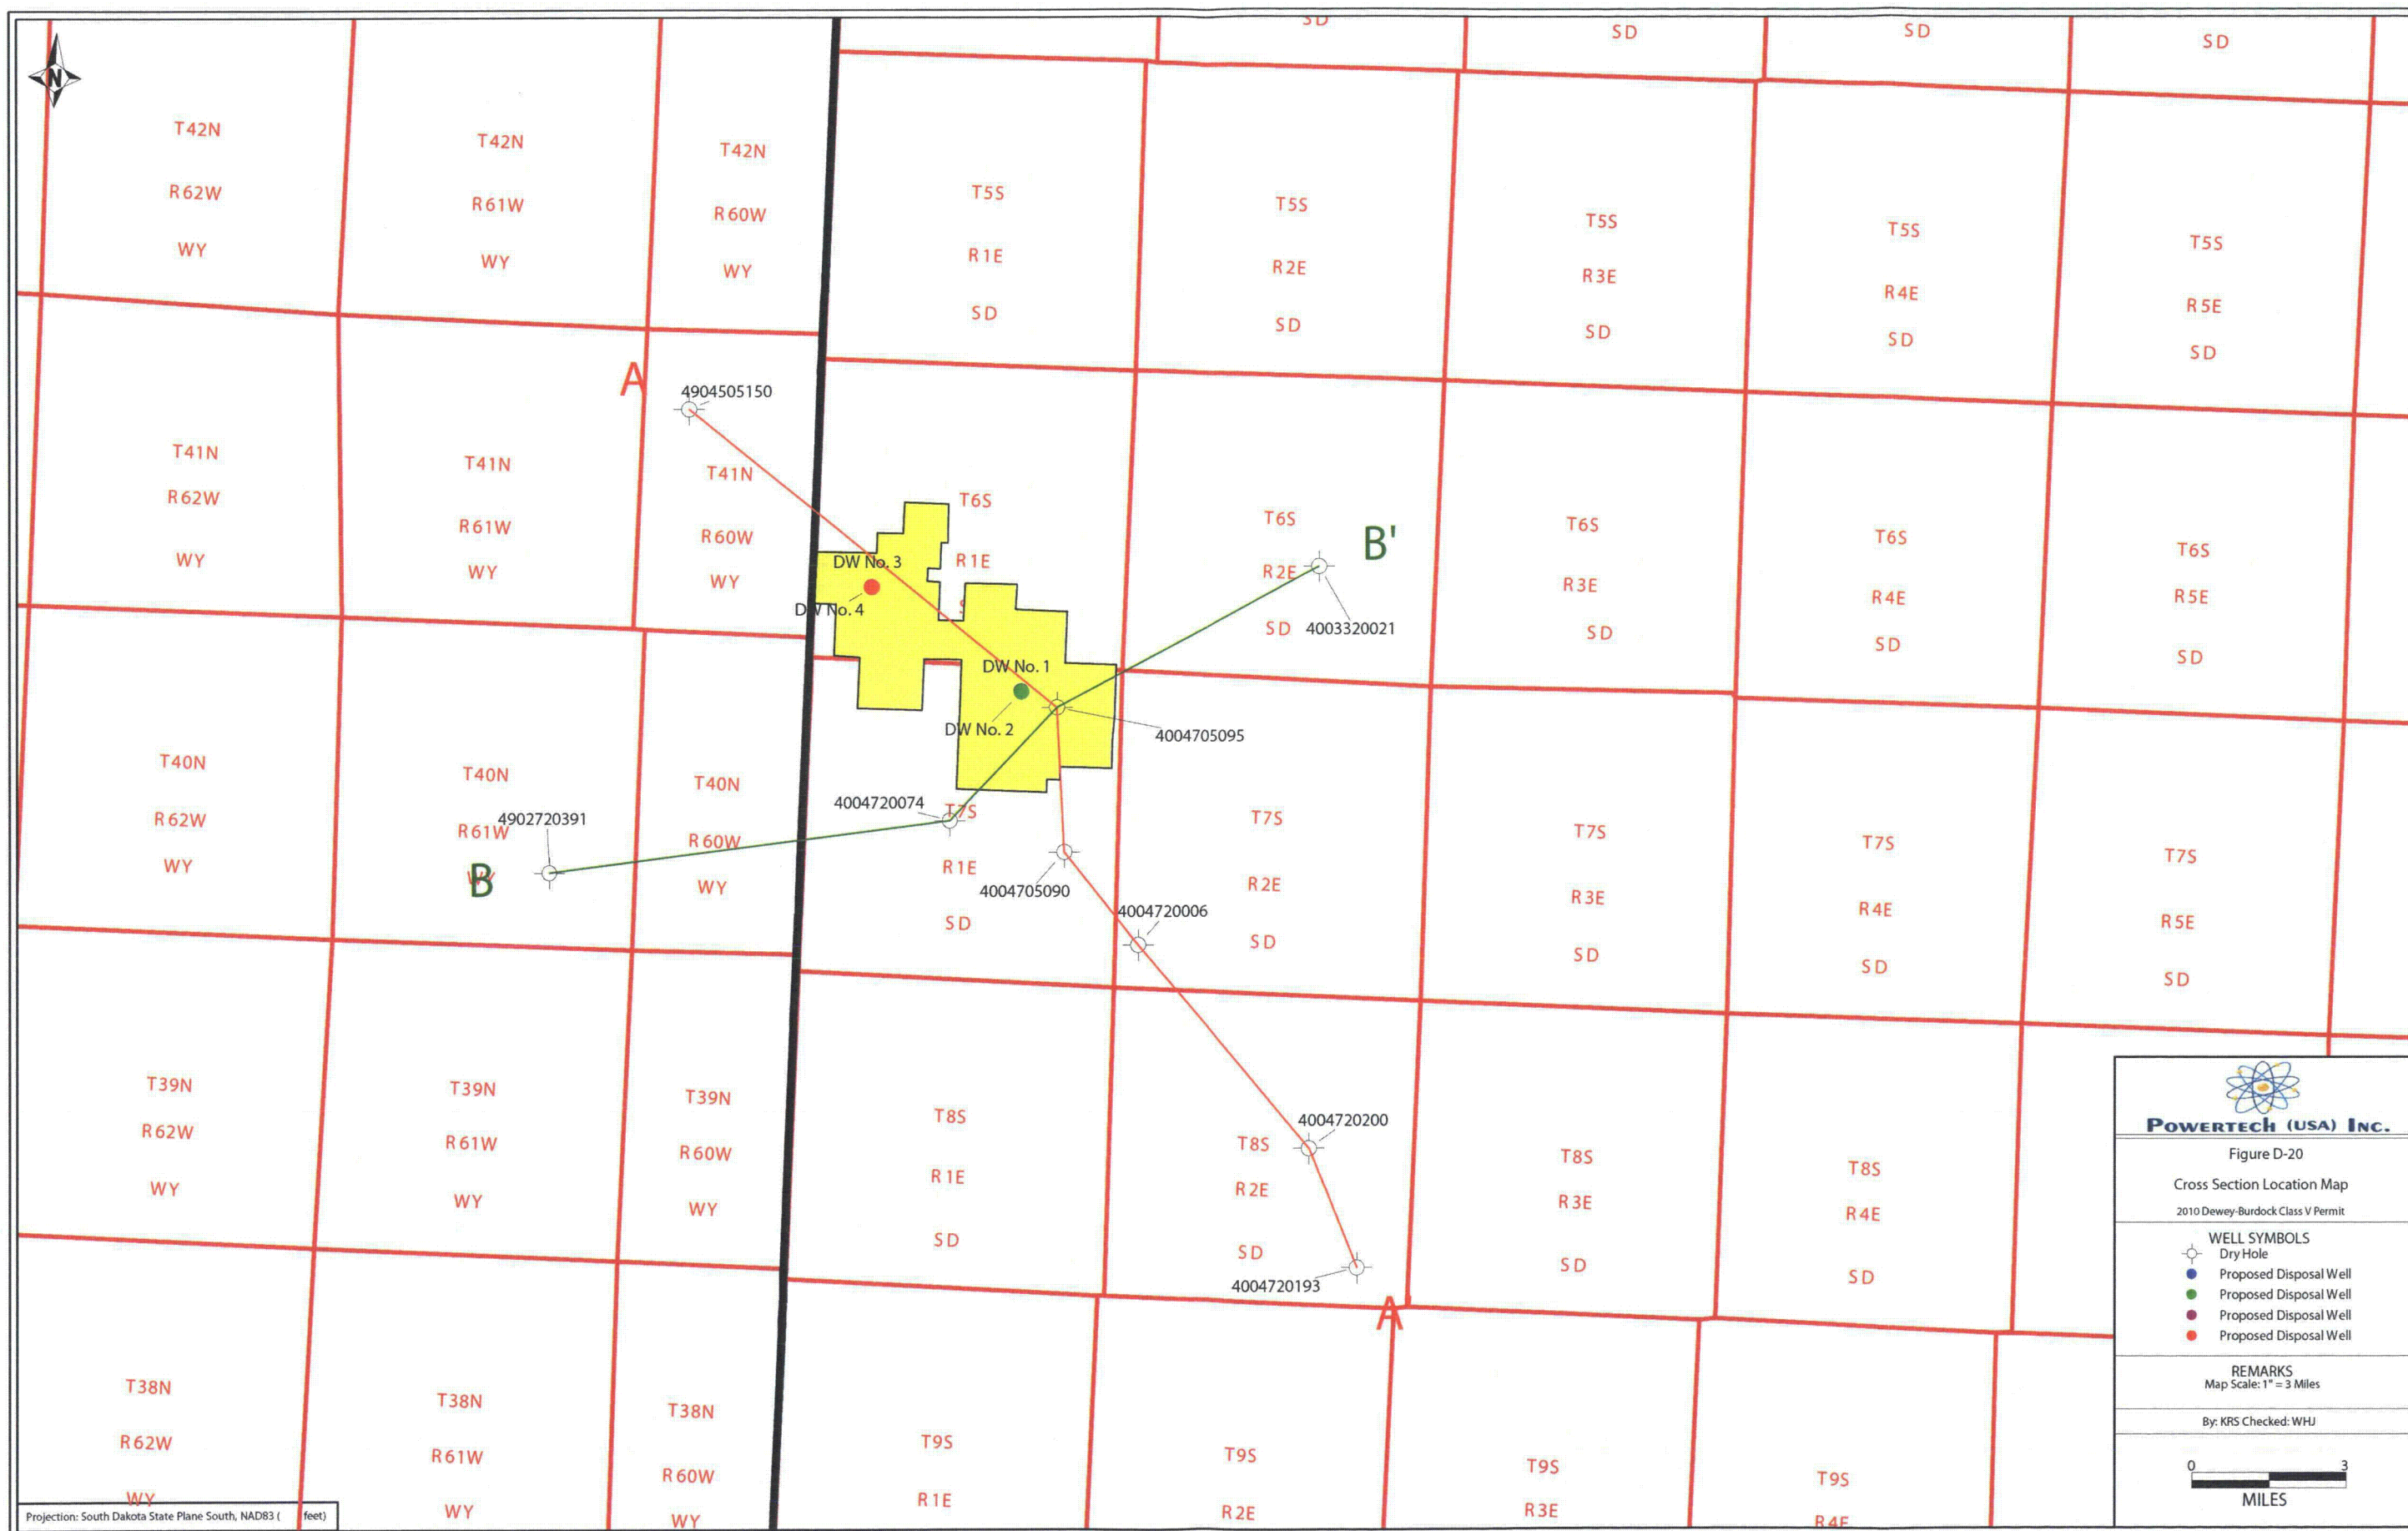 SD
SD
SD
SD
N
T42N
R62W
WY
T42N
R61W
WY
T42N
R60W
WY
T5S
R1E
SD
T5S
R2E
SD
T5S
R3E
SD
T5S
R4E
SD
T5S
R5E
SD
A
4904505150
T41N
R62W
WY
T41N
R61W
WY
T41N
R60W
WY
T6S
R1E
S
DW No. 3
DW No. 4
DW No. 1
DW No. 2
T6S
R2E
SD
B'
4003320021
T6S
R3E
SD
T6S
R4E
SD
T6S
R5E
SD
4004705095
T40N
R62W
WY
T40N
R61W
WY
4902720391
B
T40N
R60W
WY
4004720074
T7S
R1E
SD
4004705090
4004720006
T7S
R2E
SD
T7S
R3E
SD
T7S
R4E
SD
T7S
R5E
SD
T39N
R62W
WY
T39N
R61W
WY
T39N
R60W
WY
T8S
R1E
SD
4004720200
T8S
R2E
SD
4004720193
A'
T8S
R3E
SD
T8S
R4E
SD
T38N
R62W
WY
T38N
R61W
WY
T38N
R60W
WY
T9S
R1E
T9S
R2E
T9S
R3E
T9S
R4E
Projection: South Dakota State Plane South, NAD83 ( feet)
POWERTECH (USA) INC.
Figure D-20
Cross Section Location Map
2010 Dewey-Burdock Class V Permit
WELL SYMBOLS
Dry Hole
Proposed Disposal Well
Proposed Disposal Well
Proposed Disposal Well
Proposed Disposal Well
REMARKS
Map Scale: 1" = 3 Miles
By: KRS Checked: WHJ
0 3
MILES